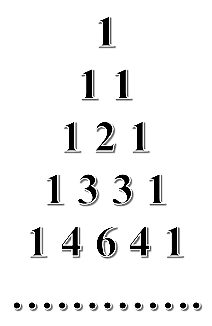 1
1 1
1 2 1
1 3 3 1
1 4 6 4 1
.............